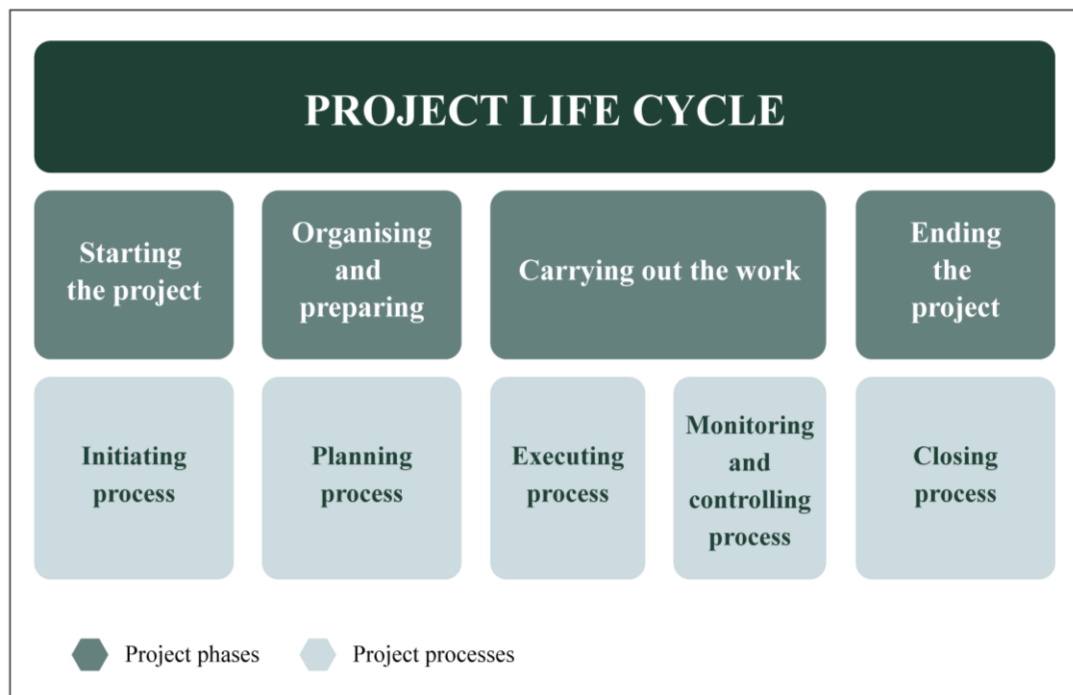 PROJECT LIFE CYCLE
Starting
the project
Organising
and
preparing
Carrying out the work
Ending
the
project
Initiating
process
Planning
process
Executing
process
Monitoring
and
controlling
process
Closing
process
Project phases
Project processes